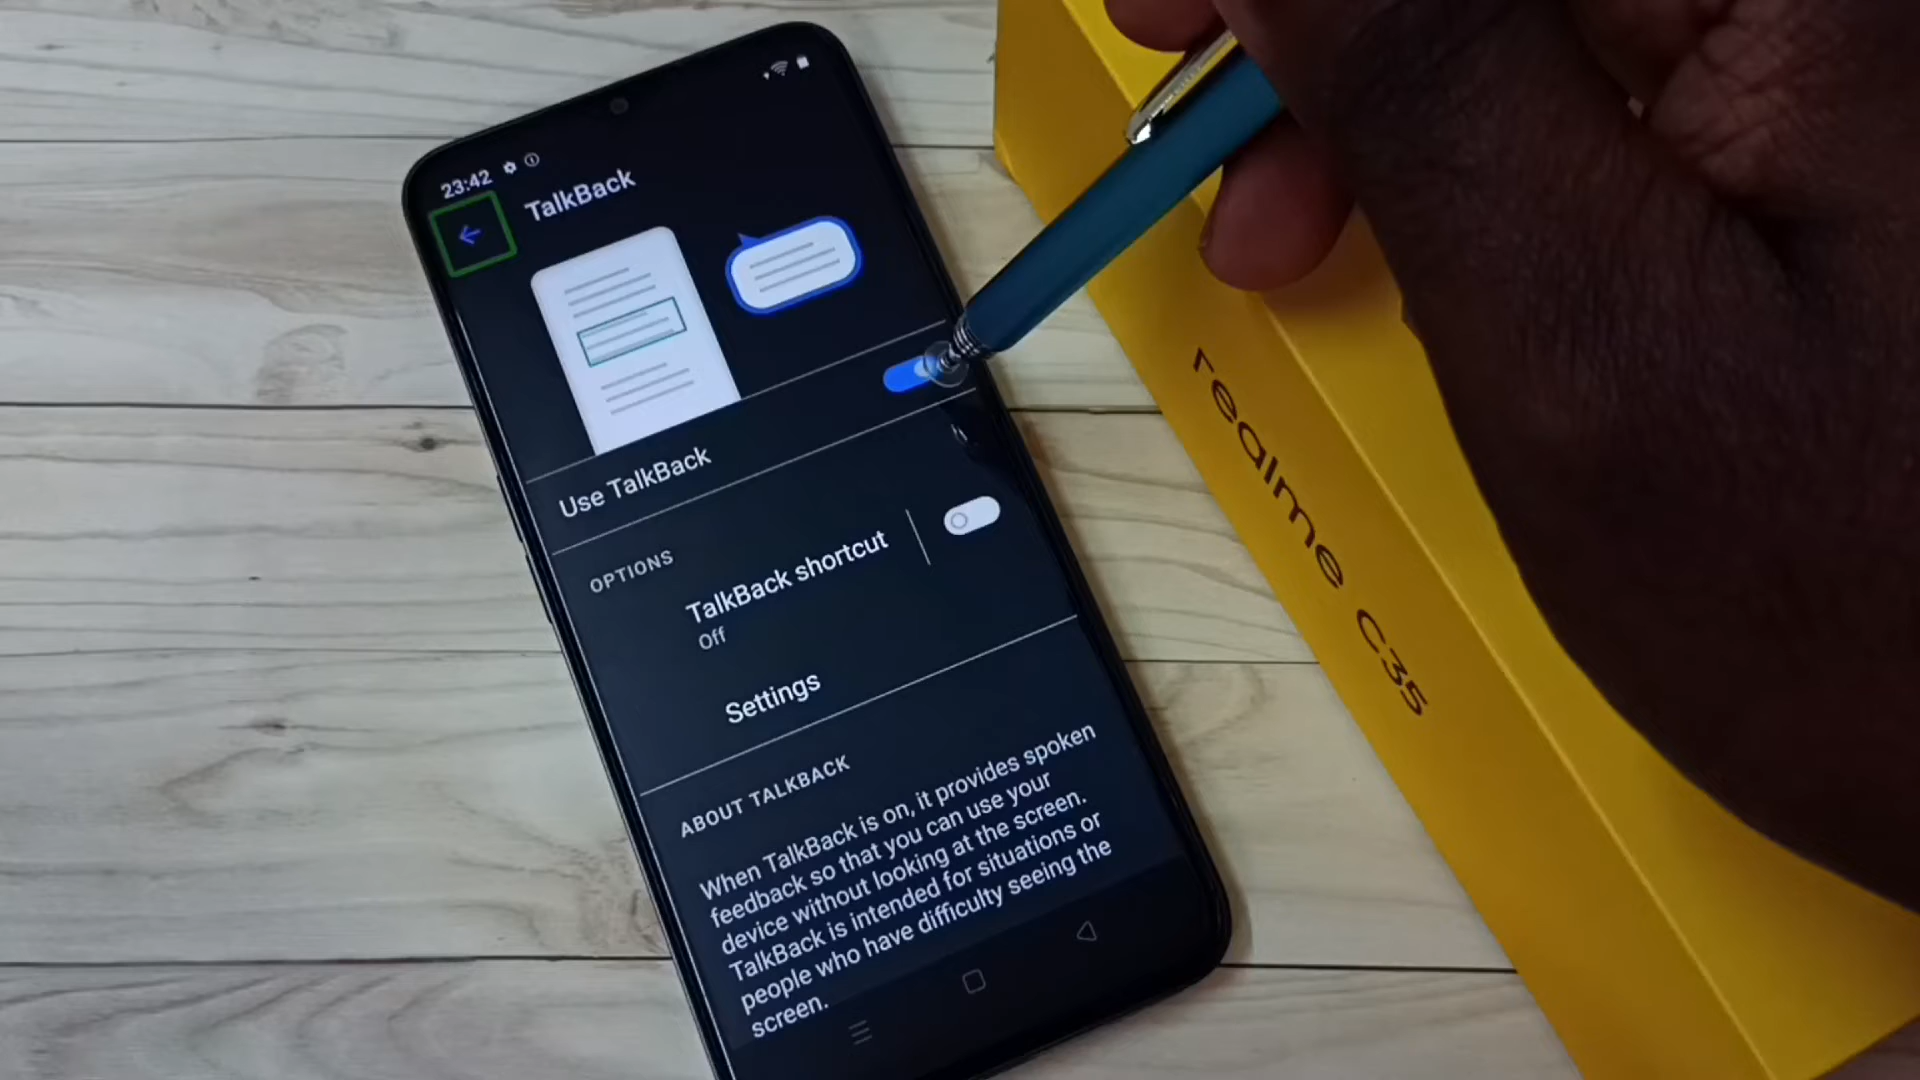 23:42
TalkBack
Use TalkBack
OPTIONS
TalkBack shortcut
Off
Settings
ABOUT TALKBACK
When TalkBack is on, it provides spoken
feedback so that you can use your
device without looking at the screen.
TalkBack is intended for situations or
people who have difficulty seeing the
screen.
realme C35